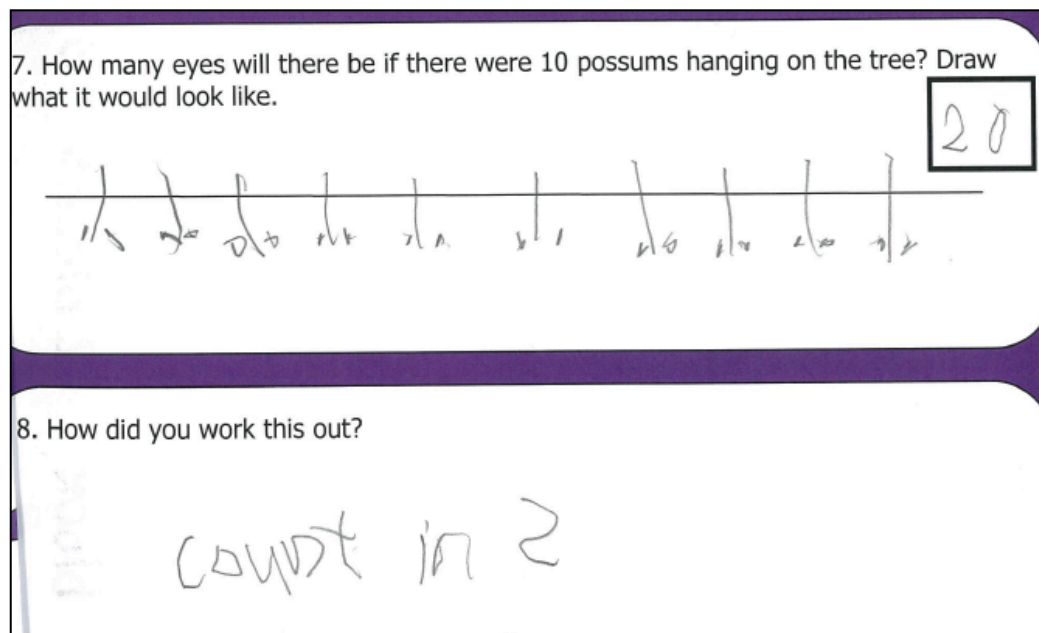 7. How many eyes will there be if there were 10 possums hanging on the tree? Draw
what it would look like.
20
8. How did you work this out?
count in 2